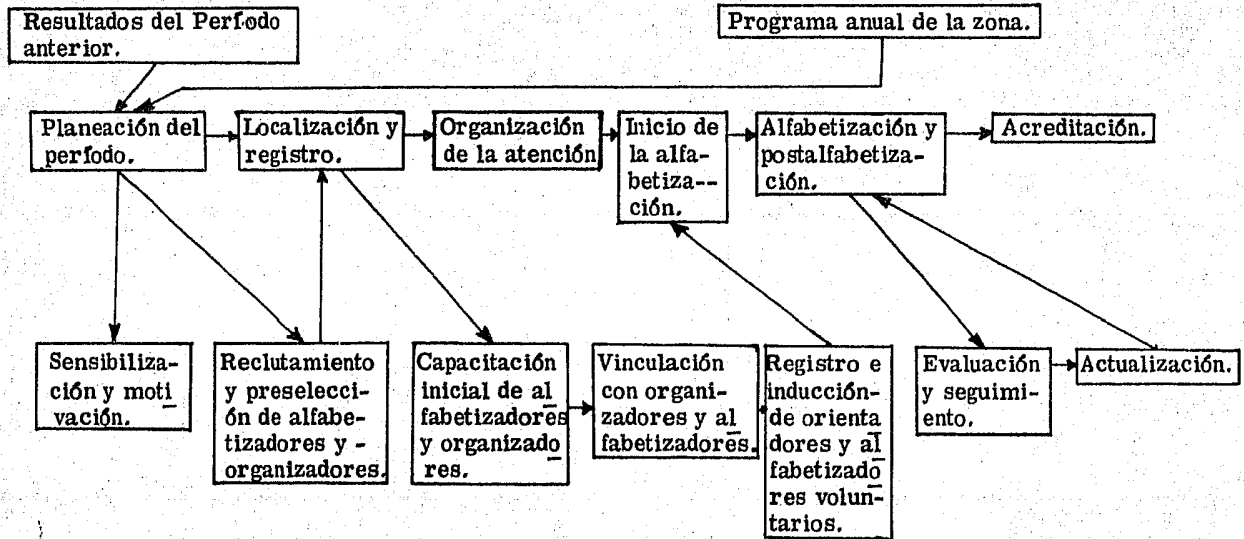 Resultados del Período
anterior.
Programa anual de la zona.
Planeación del
período.
Localización y
registro.
Organización
de la atención
Inicio de
la alfa-
betiza--
ción.
Alfabetización y
postalfabetiza-
ción.
Acreditación.
Sensibiliza-
ción y moti
vación.
Reclutamiento
y preselecci-
ón de alfabe-
tizadores y -
organizadores.
Capacitación
inicial de al
fabetizadores
y organizado
res.
Vinculación
con organi-
zadores y al
fabetizadores.
Registro e
inducción-
de orienta
dores y al
fabetizado
res volun-
tarios.
Evaluación
y seguimi-
ento.
Actualización.